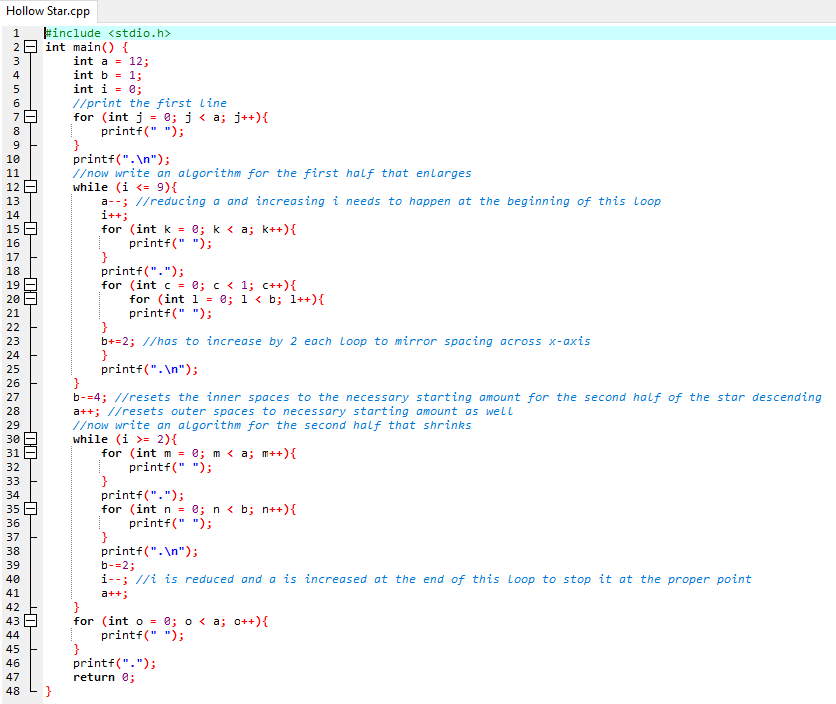 Hollow Star.cpp
1 #include <stdio.h>
2 int main() {
3 int a = 12;
4 int b = 1;
5 int i = 0;
6 //print the first line
7 for (int j = 0; j < a; j++){
8 printf(" ");
9 }
10 printf(".\n");
11 //now write an algorithm for the first half that enlarges
12 while (i <= 9){
13 a--; //reducing a and increasing i needs to happen at the beginning of this loop
14 i++;
15 for (int k = 0; k < a; k++){
16 printf(" ");
17 }
18 printf(".");
19 for (int c = 0; c < 1; c++){
20 for (int l = 0; l < b; l++){
21 printf(" ");
22 }
23 b+=2; //has to increase by 2 each loop to mirror spacing across x-axis
24 }
25 printf(".\n");
26 }
27 b-=4; //resets the inner spaces to the necessary starting amount for the second half of the star descending
28 a++; //resets outer spaces to necessary starting amount as well
29 //now write an algorithm for the second half that shrinks
30 while (i >= 2){
31 for (int m = 0; m < a; m++){
32 printf(" ");
33 }
34 printf(".");
35 for (int n = 0; n < b; n++){
36 printf(" ");
37 }
38 printf(".\n");
39 b-=2;
40 i--; //i is reduced and a is increased at the end of this loop to stop it at the proper point
41 a++;
42 }
43 for (int o = 0; o < a; o++){
44 printf(" ");
45 }
46 printf(".");
47 return 0;
48 }